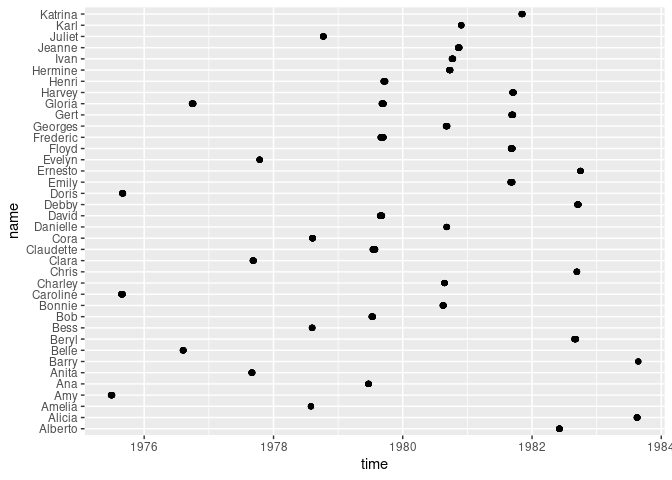 Katrina
Karl
Juliet
Jeanne
Ivan
Hermine
Henri
Harvey
Gloria
Gert
Georges
Frederic
Floyd
Evelyn
Ernesto
Emily
Doris
Debby
David
Danielle
Cora
Claudette
Clara
Chris
Charley
Caroline
Bonnie
Bob
Bess
Beryl
Belle
Barry
Anita
Ana
Amy
Amelia
Alicia
Alberto
name
1976 1978 1980 1982 1984
time